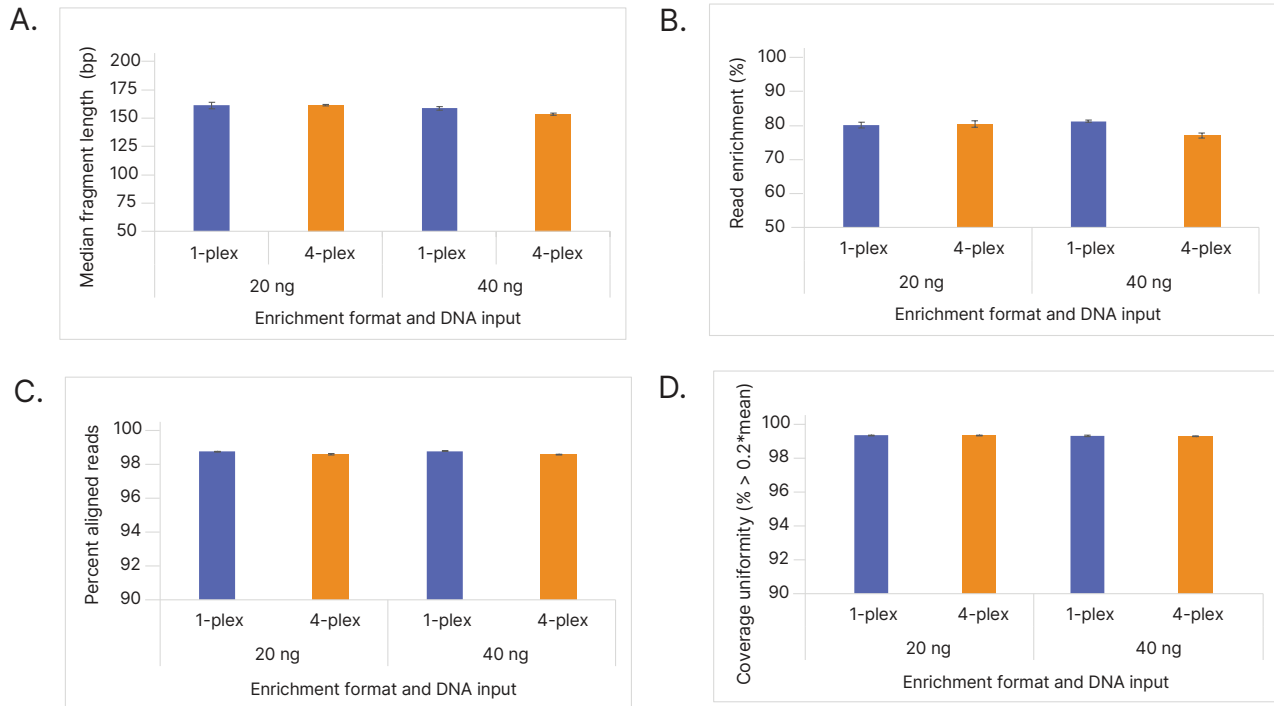 A.
Median fragment length (bp)
200
175
150
125
100
75
50
1-plex 4-plex 1-plex 4-plex
20 ng 40 ng
Enrichment format and DNA input
B.
Read enrichment (%)
100
90
80
70
60
50
1-plex 4-plex 1-plex 4-plex
20 ng 40 ng
Enrichment format and DNA input
C.
Percent aligned reads
100
98
96
94
92
90
1-plex 4-plex 1-plex 4-plex
20 ng 40 ng
Enrichment format and DNA input
D.
Coverage uniformity (% > 0.2*mean)
100
98
96
94
92
90
1-plex 4-plex 1-plex 4-plex
20 ng 40 ng
Enrichment format and DNA input